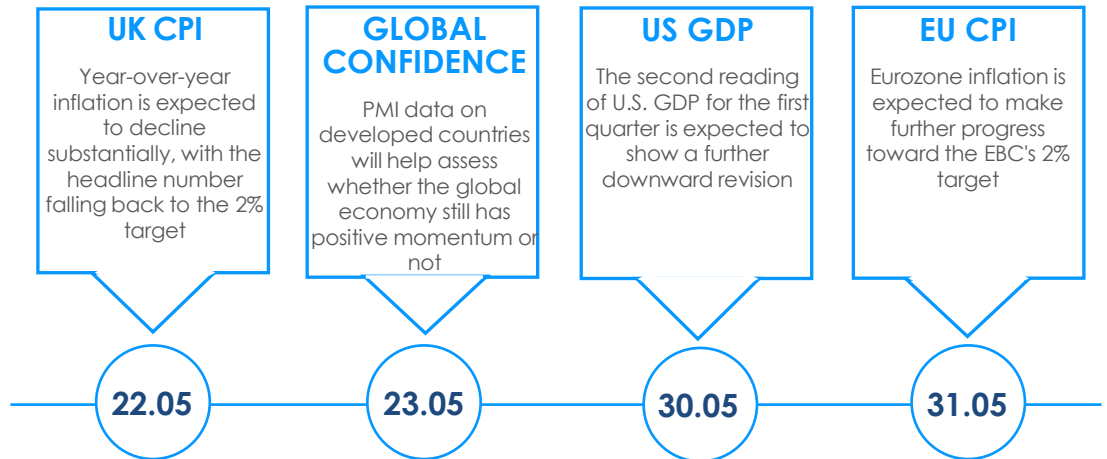 UK CPI
Year-over-year
inflation is expected
to decline
substantially, with the
headline number
falling back to the 2%
target
GLOBAL
CONFIDENCE
PMI data on
developed countries
will help assess
whether the global
economy still has
positive momentum or
not
US GDP
The second reading
of U.S. GDP for the first
quarter is expected to
show a further
downward revision
EU CPI
Eurozone inflation is
expected to make
further progress
toward the EBC's 2%
target
22.05
23.05
30.05
31.05